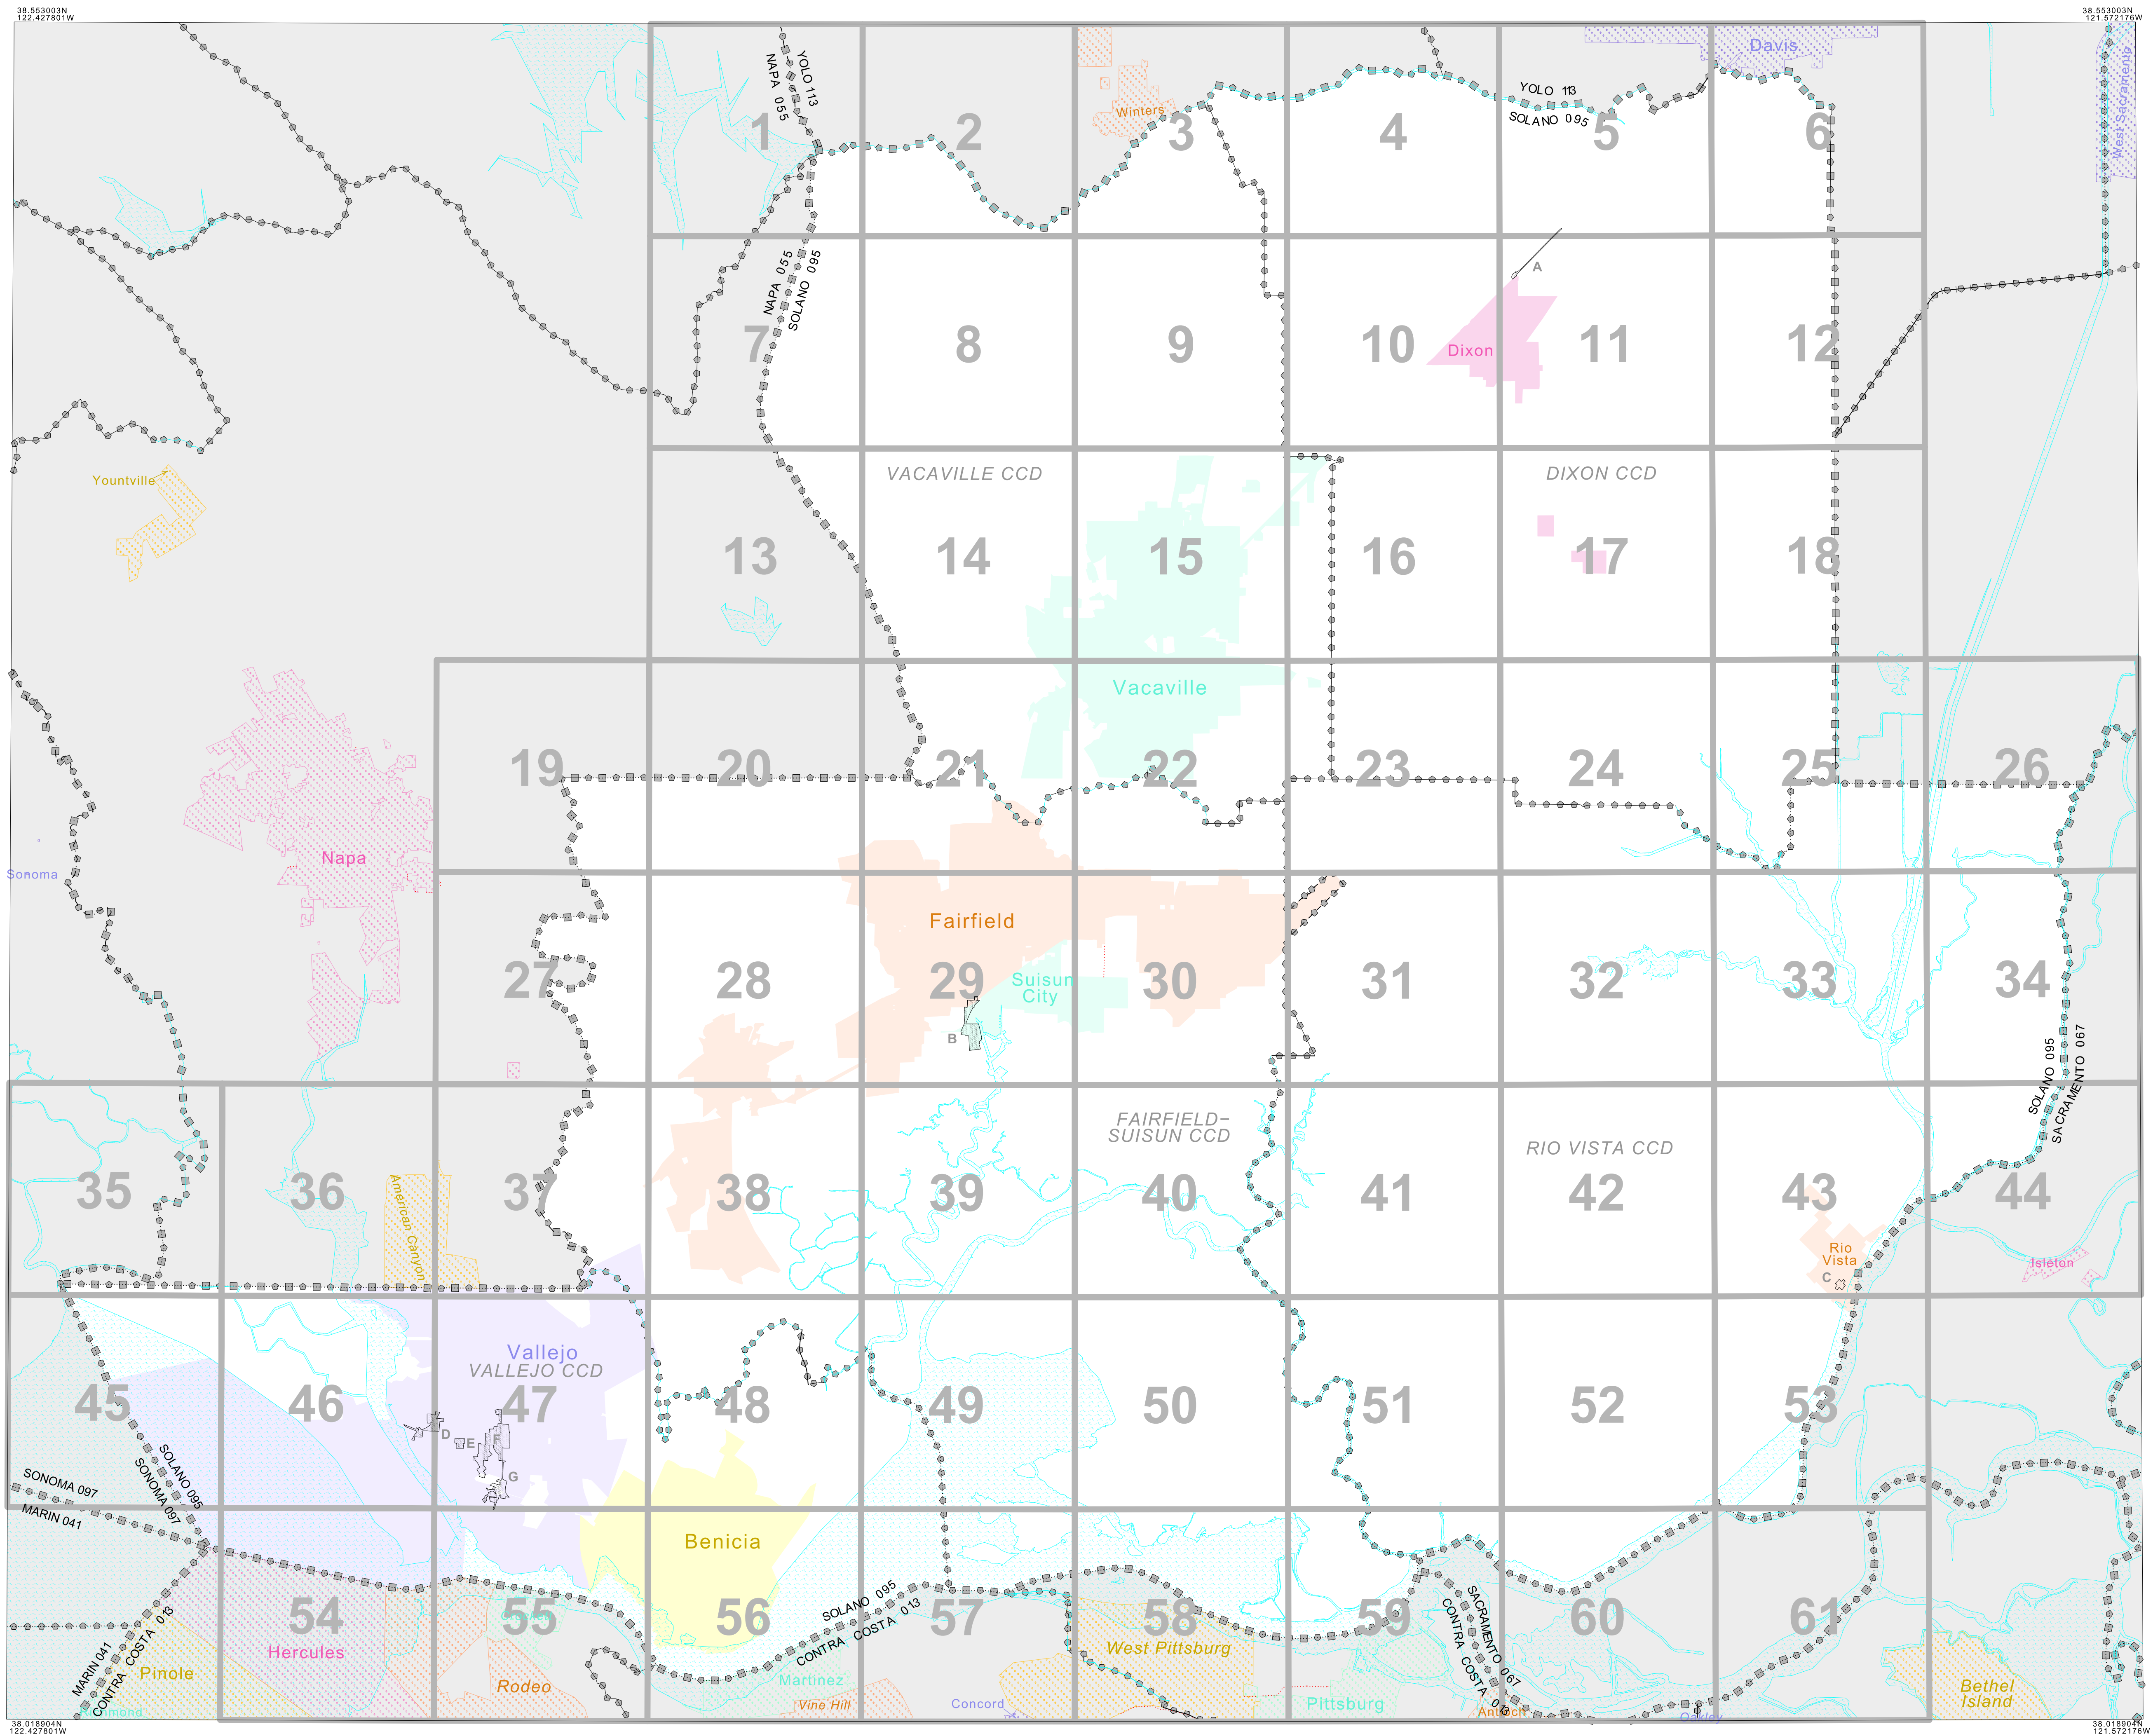 38.553003N
122.427801W
38.553003N
121.572176W
YOLO 113
NAPA 055
Winters
Davis
West Sacramento
YOLO 113
SOLANO 095
1
2
3
4
5
6
NAPA 055
SOLANO 095
A
Dixon
7
8
9
10
11
12
Yountville
VACAVILLE CCD
DIXON CCD
13
14
15
16
17
18
Vacaville
19
20
21
22
23
24
25
26
Napa
Sonoma
Fairfield
Suisun
City
B
27
28
29
30
31
32
33
34
SOLANO 095
SACRAMENTO 067
FAIRFIELD-
SUISUN CCD
RIO VISTA CCD
35
36
37
38
39
40
41
42
43
44
American Canyon
Rio
Vista
C
Isleton
Vallejo
VALLEJO CCD
45
46
47
48
49
50
51
52
53
D
E
F
G
SOLANO 095
SONOMA 097
SONOMA 097
MARIN 041
Benicia
54
55
56
57
58
59
60
61
Hercules
Pinole
MARIN 041
CONTRA COSTA 013
Rodeo
SOLANO 095
CONTRA COSTA 013
Martinez
Vine Hill
Concord
West Pittsburg
Pittsburg
SACRAMENTO 067
CONTRA COSTA 013
Antioch
Oakley
Bethel
Island
38.018904N
122.427801W
38.018904N
121.572176W